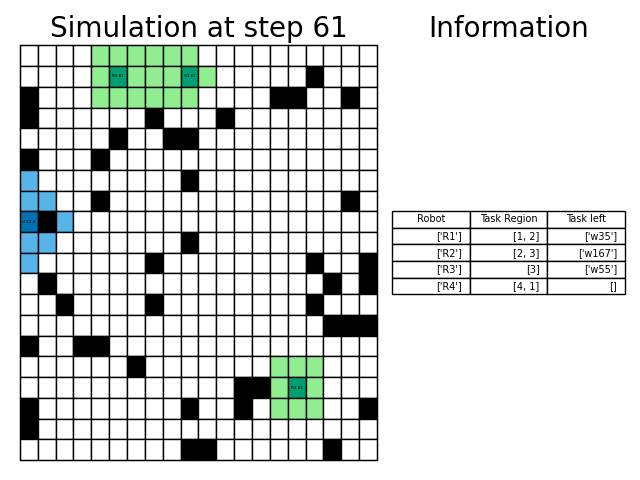 Simulation at step 61
Information
Robot Task Region Task left
['R1'] [1, 2] ['w35']
['R2'] [2, 3] ['w167']
['R3'] [3] ['w55']
['R4'] [4, 1] []